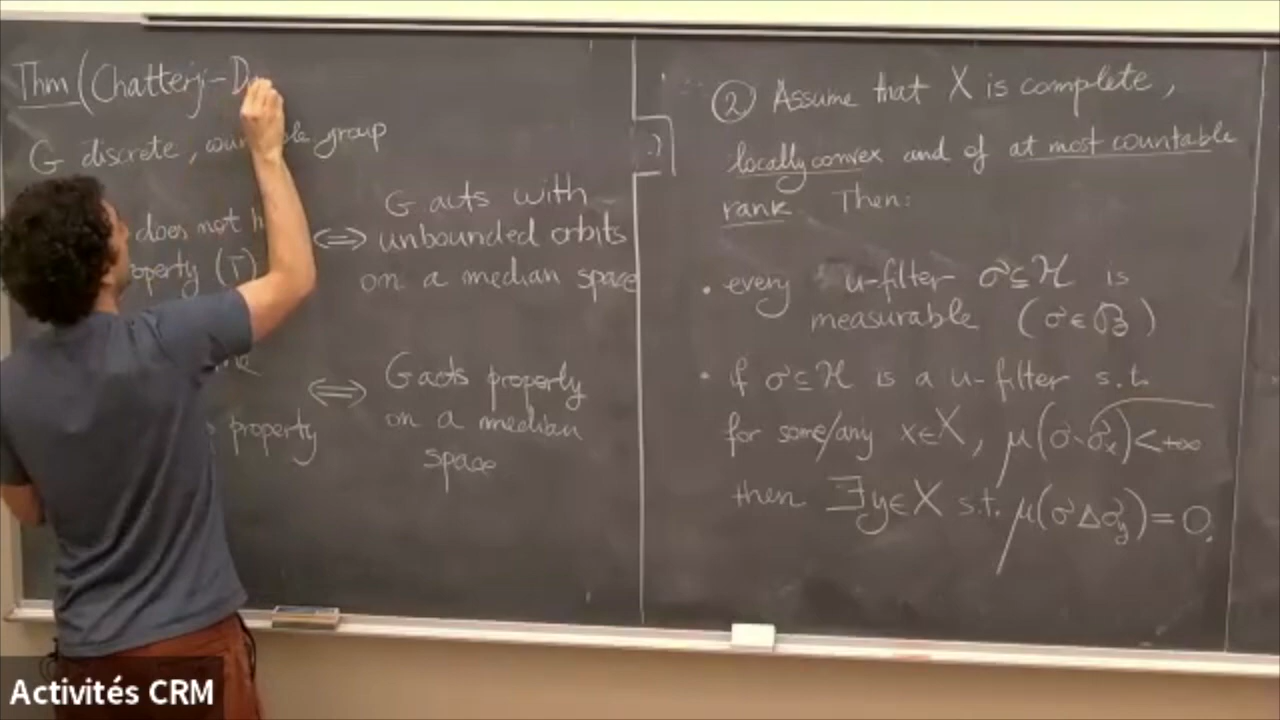 Thm (Chatterji-D
G discrete, group
does not
(T)
⟺
G acts with
unbounded orbits
on a median space
property
⟺
G acts properly
on a median
space
② Assume that X is complete,
locally convex and of at most countable
rank Then:
• every u-filter σ⊆ℋ is
measurable (σ∈ℬ)
• if σ⊆ℋ is a u-filter s.t.
for some/any x∈X, μ(σ∖σₓ)<+∞
then ∃y∈X s.t. μ(σ△σ_y)=0.
Activités CRM